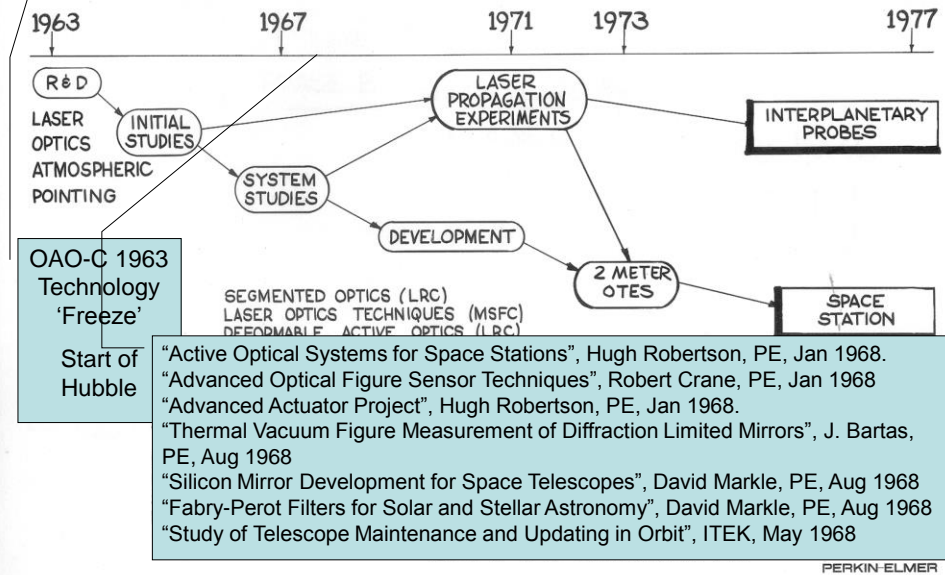 1963 1967 1971 1973 1977
R & D
LASER
OPTICS
ATMOSPHERIC
POINTING
INITIAL
STUDIES
SYSTEM
STUDIES
DEVELOPMENT
LASER
PROPAGATION
EXPERIMENTS
2 METER
OTES
INTERPLANETARY
PROBES
SPACE
STATION
OAO-C 1963
Technology
‘Freeze’
Start of
Hubble
SEGMENTED OPTICS (LRC)
LASER OPTICS TECHNIQUES (MSFC)
DEFORMABLE ACTIVE OPTICS (LRC)
“Active Optical Systems for Space Stations”, Hugh Robertson, PE, Jan 1968.
“Advanced Optical Figure Sensor Techniques”, Robert Crane, PE, Jan 1968
“Advanced Actuator Project”, Hugh Robertson, PE, Jan 1968.
“Thermal Vacuum Figure Measurement of Diffraction Limited Mirrors”, J. Bartas,
PE, Aug 1968
“Silicon Mirror Development for Space Telescopes”, David Markle, PE, Aug 1968
“Fabry-Perot Filters for Solar and Stellar Astronomy”, David Markle, PE, Aug 1968
“Study of Telescope Maintenance and Updating in Orbit”, ITEK, May 1968
PERKIN-ELMER